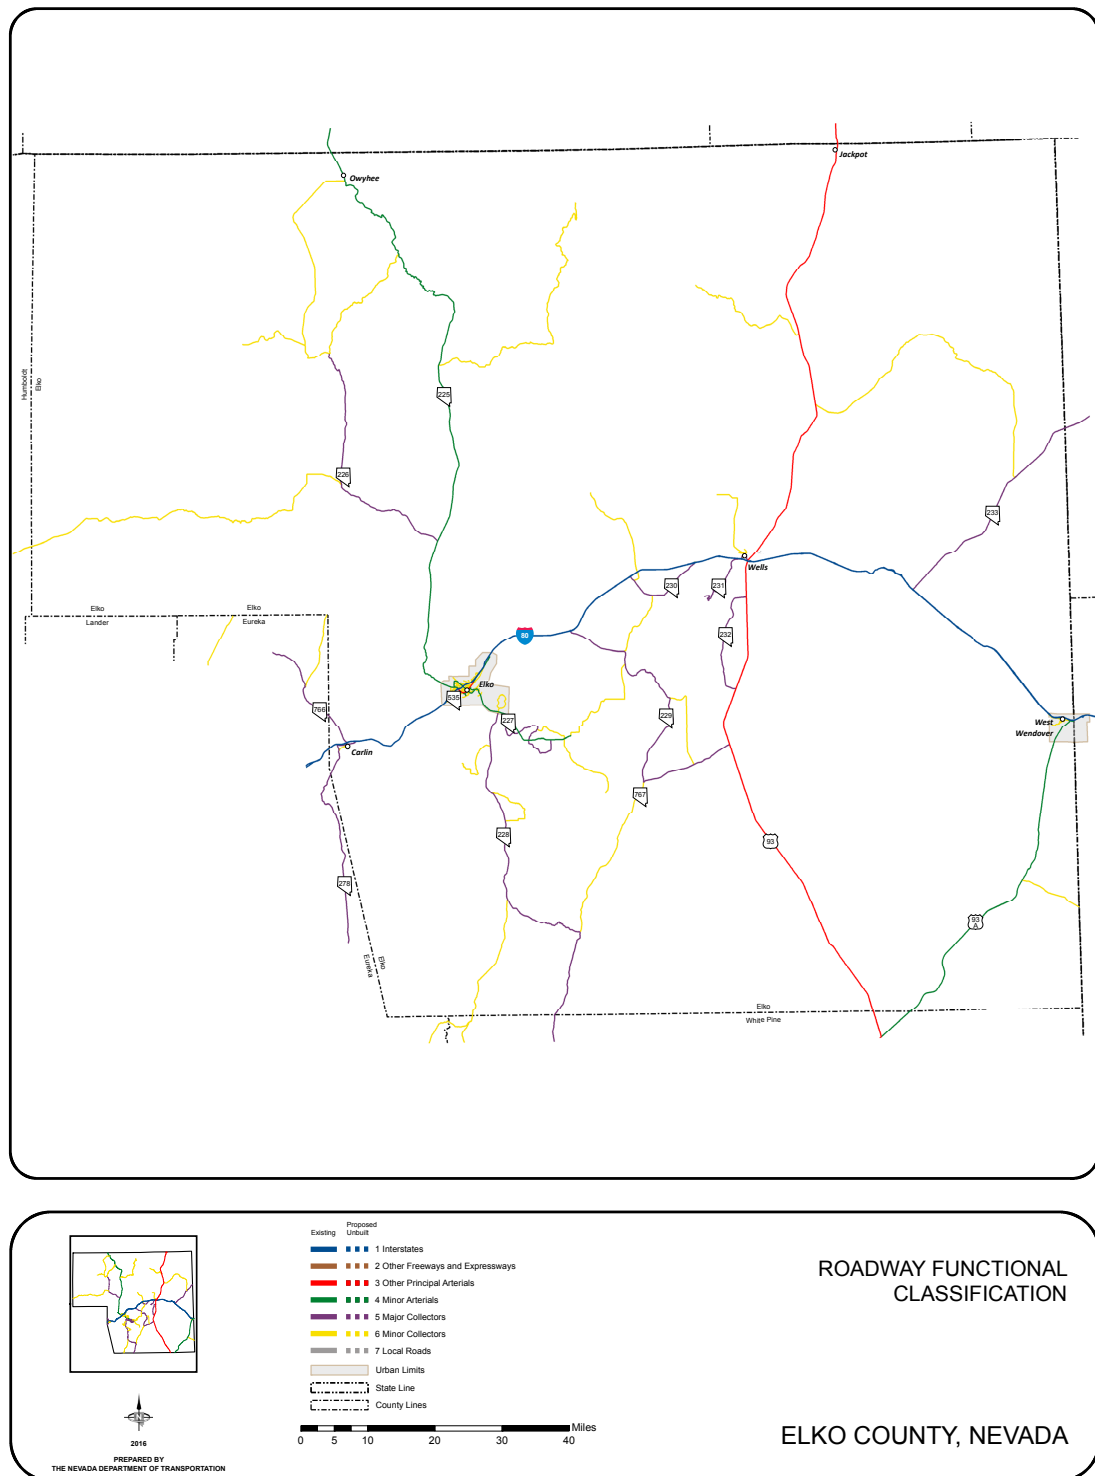 Jackpot
Owyhee
Humboldt
Elko
225
226
233
Wells
230
231
Elko
Lander
Elko
Eureka
232
80
Elko
535
766
227
229
West
Wendover
Carlin
767
228
93
278
93
A
Elko
Eureka
Elko
White Pine
Existing
Proposed
Unbuilt
1 Interstates
2 Other Freeways and Expressways
3 Other Principal Arterials
4 Minor Arterials
5 Major Collectors
6 Minor Collectors
7 Local Roads
Urban Limits
State Line
County Lines
Miles
0 5 10 20 30 40
2016
PREPARED BY
THE NEVADA DEPARTMENT OF TRANSPORTATION
ROADWAY FUNCTIONAL
CLASSIFICATION
ELKO COUNTY, NEVADA